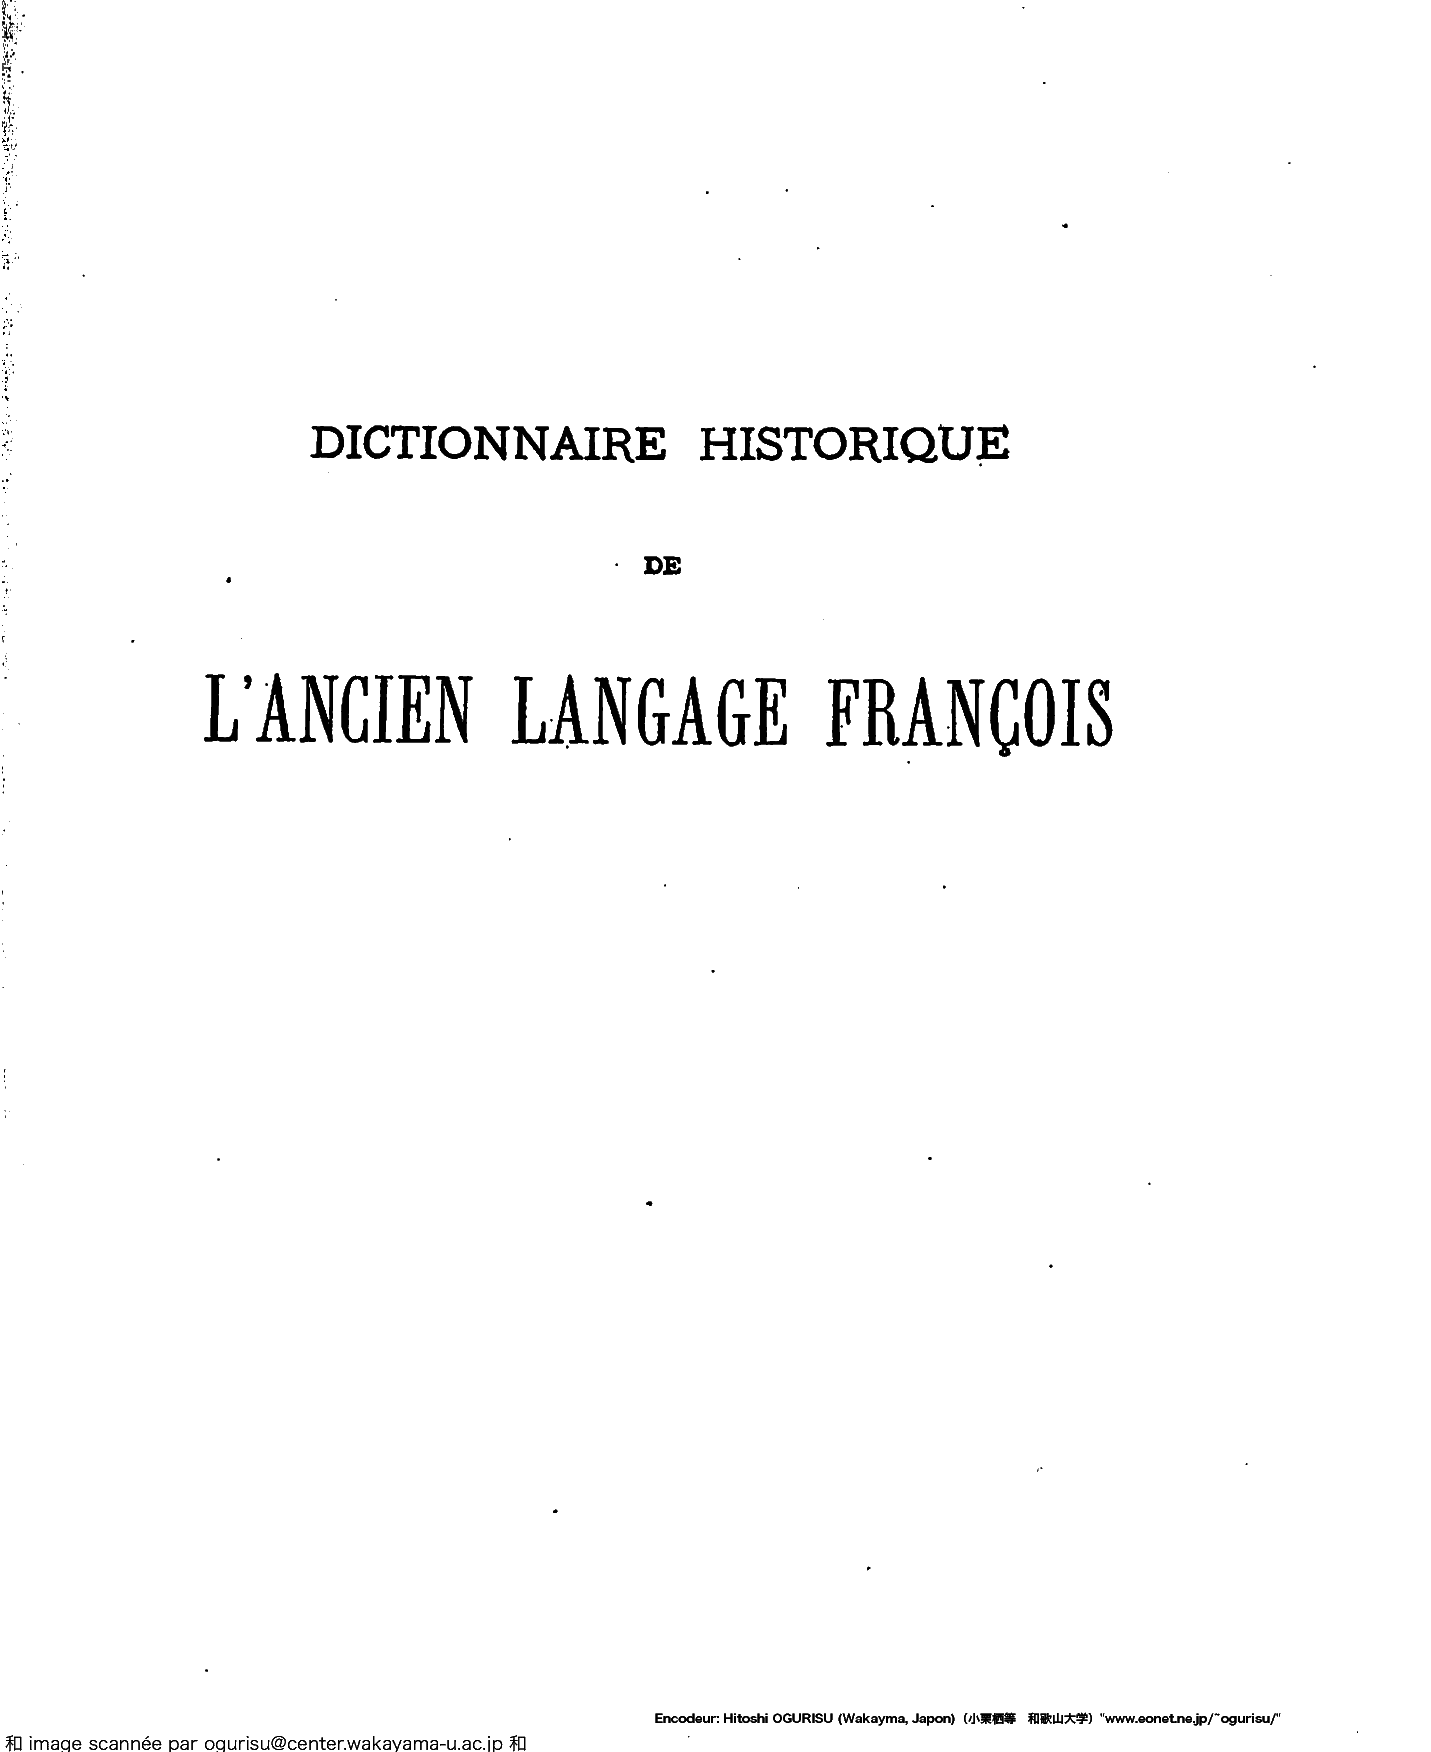 DICTIONNAIRE HISTORIQUE
DE
L'ANCIEN LANGAGE FRANÇOIS
Encodeur: Hitoshi OGURISU (Wakayma, Japon)（小栗栖等　和歌山大学）"www.eonet.ne.jp/~ogurisu/"
和 image scannée par ogurisu@center.wakayama-u.ac.jp 和